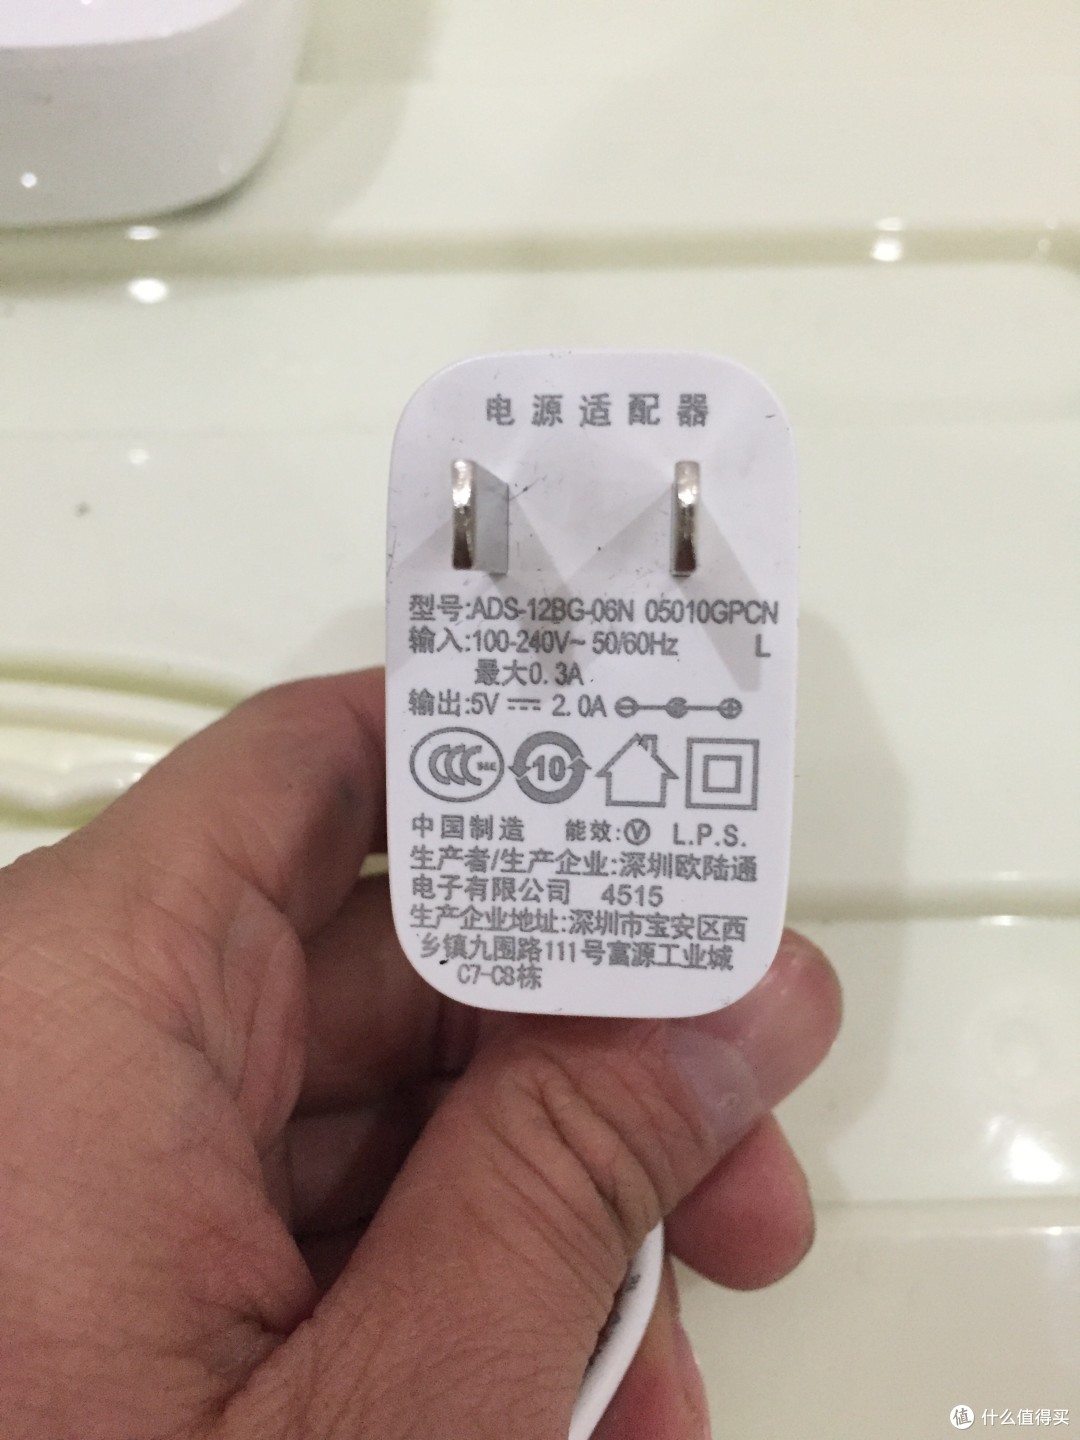 电源适配器
型号:ADS-12BG-06N 05010GPCN
输入:100-240V~ 50/60Hz L
最大0.3A
输出:5V 2.0A
CCC
10
中国制造 能效:Ⓥ L.P.S.
生产者/生产企业:深圳欧陆通
电子有限公司 4515
生产企业地址:深圳市宝安区西
乡镇九围路111号富源工业城
C7-C8栋
值 什么值得买